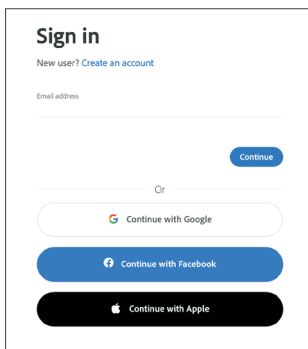 Sign in
New user? Create an account
Email address
Continue
Or
Continue with Google
Continue with Facebook
Continue with Apple